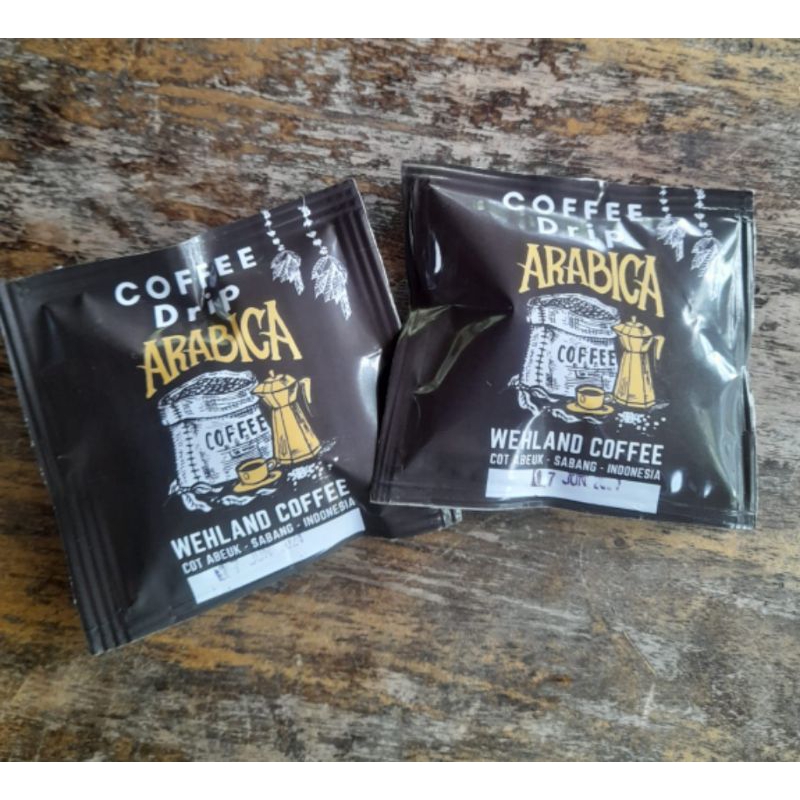 COFFEE
Drip
ARABICA
COFFEE
WEHLAND COFFEE
COT ABEUK - SABANG - INDONESIA
COFFEE
Drip
ARABICA
COFFEE
WEHLAND COFFEE
COT ABEUK - SABANG - INDONESIA
7 JUN